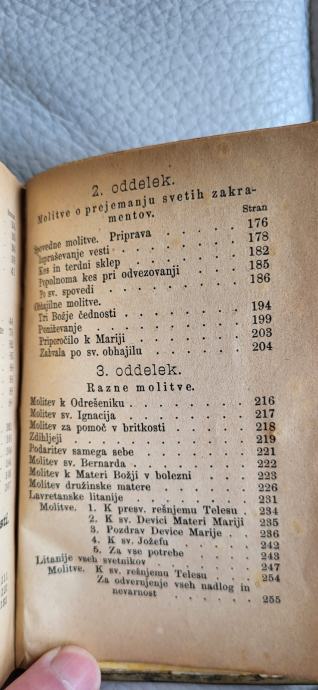 2. oddelek.
Molitve o prejemanju svetih zakra-
mentov.
Stran
Spovedne molitve. Priprava . . . 176
Izpraševanje vesti . . . 178
Kes in terdni sklep . . . 182
Popolnoma kes pri odvezovanji . . . 185
Po sv. spovedi . . . 186
Obhajilne molitve.
Tri Božje čednosti . . . 194
Poniževanje . . . 199
Priporočilo k Mariji . . . 203
Zahvala po sv. obhajilu . . . 204
3. oddelek.
Razne molitve.
Molitev k Odrešeniku . . . 216
Molitev sv. Ignacija . . . 217
Molitev za pomoč v britkosti . . . 218
Zdihljeji . . . 219
Podaritev samega sebe . . . 221
Molitev sv. Bernarda . . . 222
Molitev k Materi Božji v bolezni . . . 223
Molitev družinske matere . . . 226
Lavretanske litanije . . . 231
Molitve. 1. K presv. rešnjemu Telesu . 234
2. K sv. Devici Materi Mariji . 235
3. Pozdrav Device Marije . 236
4. K sv. Jožefu . . . 242
5. Za vse potrebe . . . 243
Litanije vseh svetnikov . . . 247
Molitve. K sv. rešnjemu Telesu . . . 254
Za odvernjenje vseh nadlog in
nevarnost . . . 255